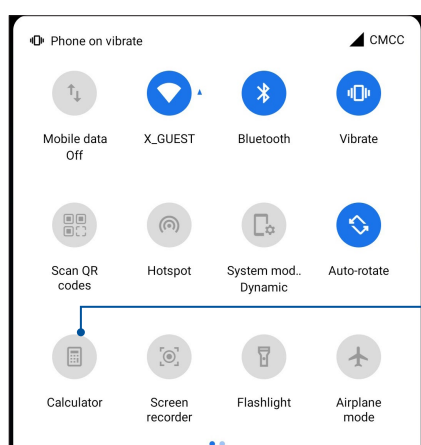 Phone on vibrate CMCC
Mobile data X_GUEST Bluetooth Vibrate
Off
Scan QR Hotspot System mod.. Auto-rotate
codes Dynamic
Calculator Screen Flashlight Airplane
recorder mode